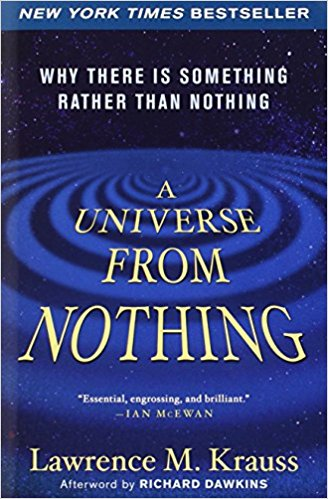 NEW YORK TIMES BESTSELLER
WHY THERE IS SOMETHING
RATHER THAN NOTHING
A
UNIVERSE
FROM
NOTHING
"Essential, engrossing, and brilliant."
—IAN McEWAN
Lawrence M. Krauss
Afterword by RICHARD DAWKINS